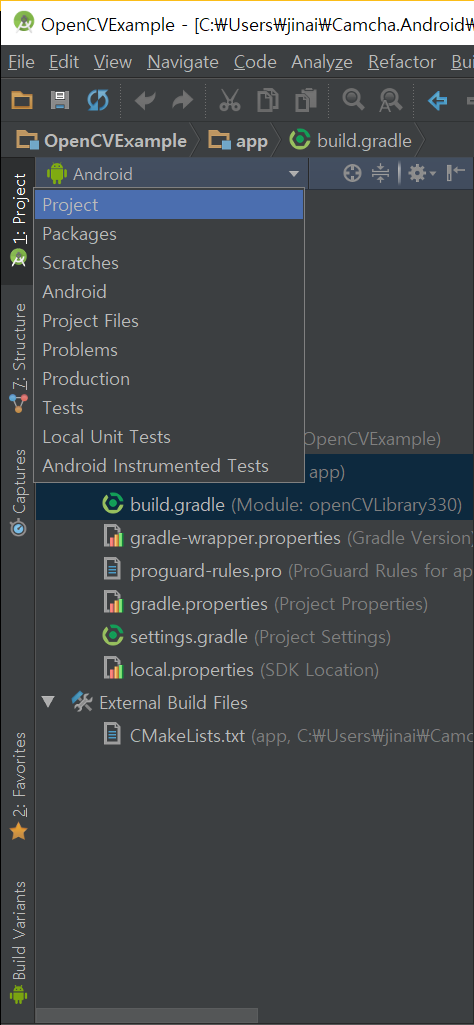 OpenCVExample - [C:₩Users₩jinai₩Camcha.Android₩
File Edit View Navigate Code Analyze Refactor Bui
OpenCVExample app build.gradle
Android
1: Project
Project
Packages
Scratches
Android
Project Files
Problems
Production
Tests
Local Unit Tests
Android Instrumented Tests
7: Structure
Captures
OpenCVExample)
app)
build.gradle (Module: openCVLibrary330)
gradle-wrapper.properties (Gradle Version)
proguard-rules.pro (ProGuard Rules for ap
gradle.properties (Project Properties)
settings.gradle (Project Settings)
local.properties (SDK Location)
External Build Files
CMakeLists.txt (app, C:₩Users₩jinai₩Camc
2: Favorites
Build Variants